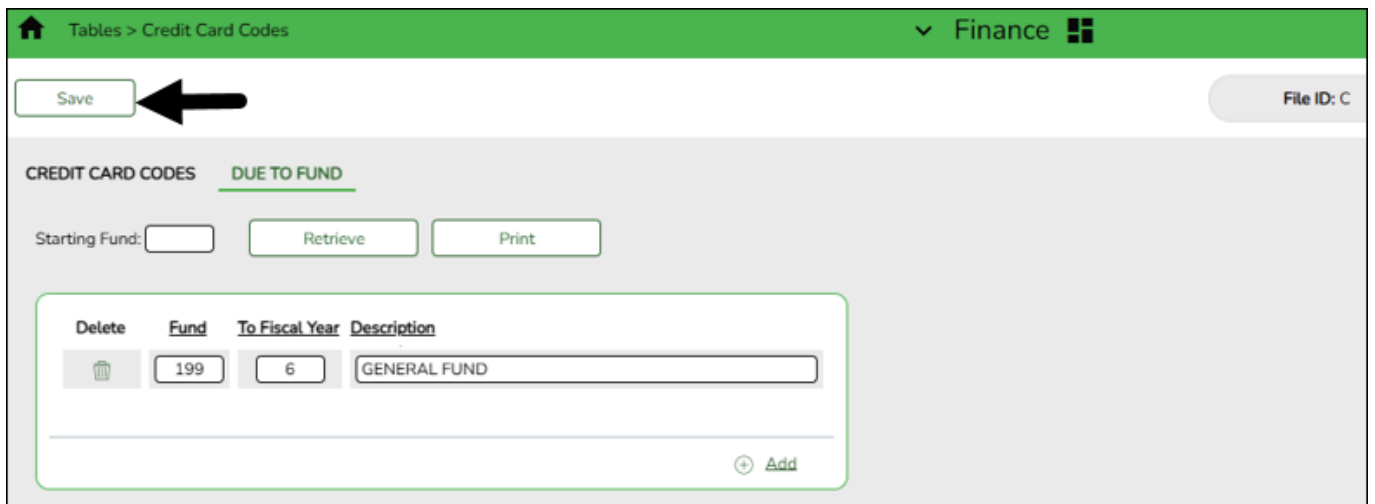 Tables > Credit Card Codes
Finance
Save
File ID: C
CREDIT CARD CODES DUE TO FUND
Starting Fund: Retrieve Print
Delete Fund To Fiscal Year Description
199 6 GENERAL FUND
Add